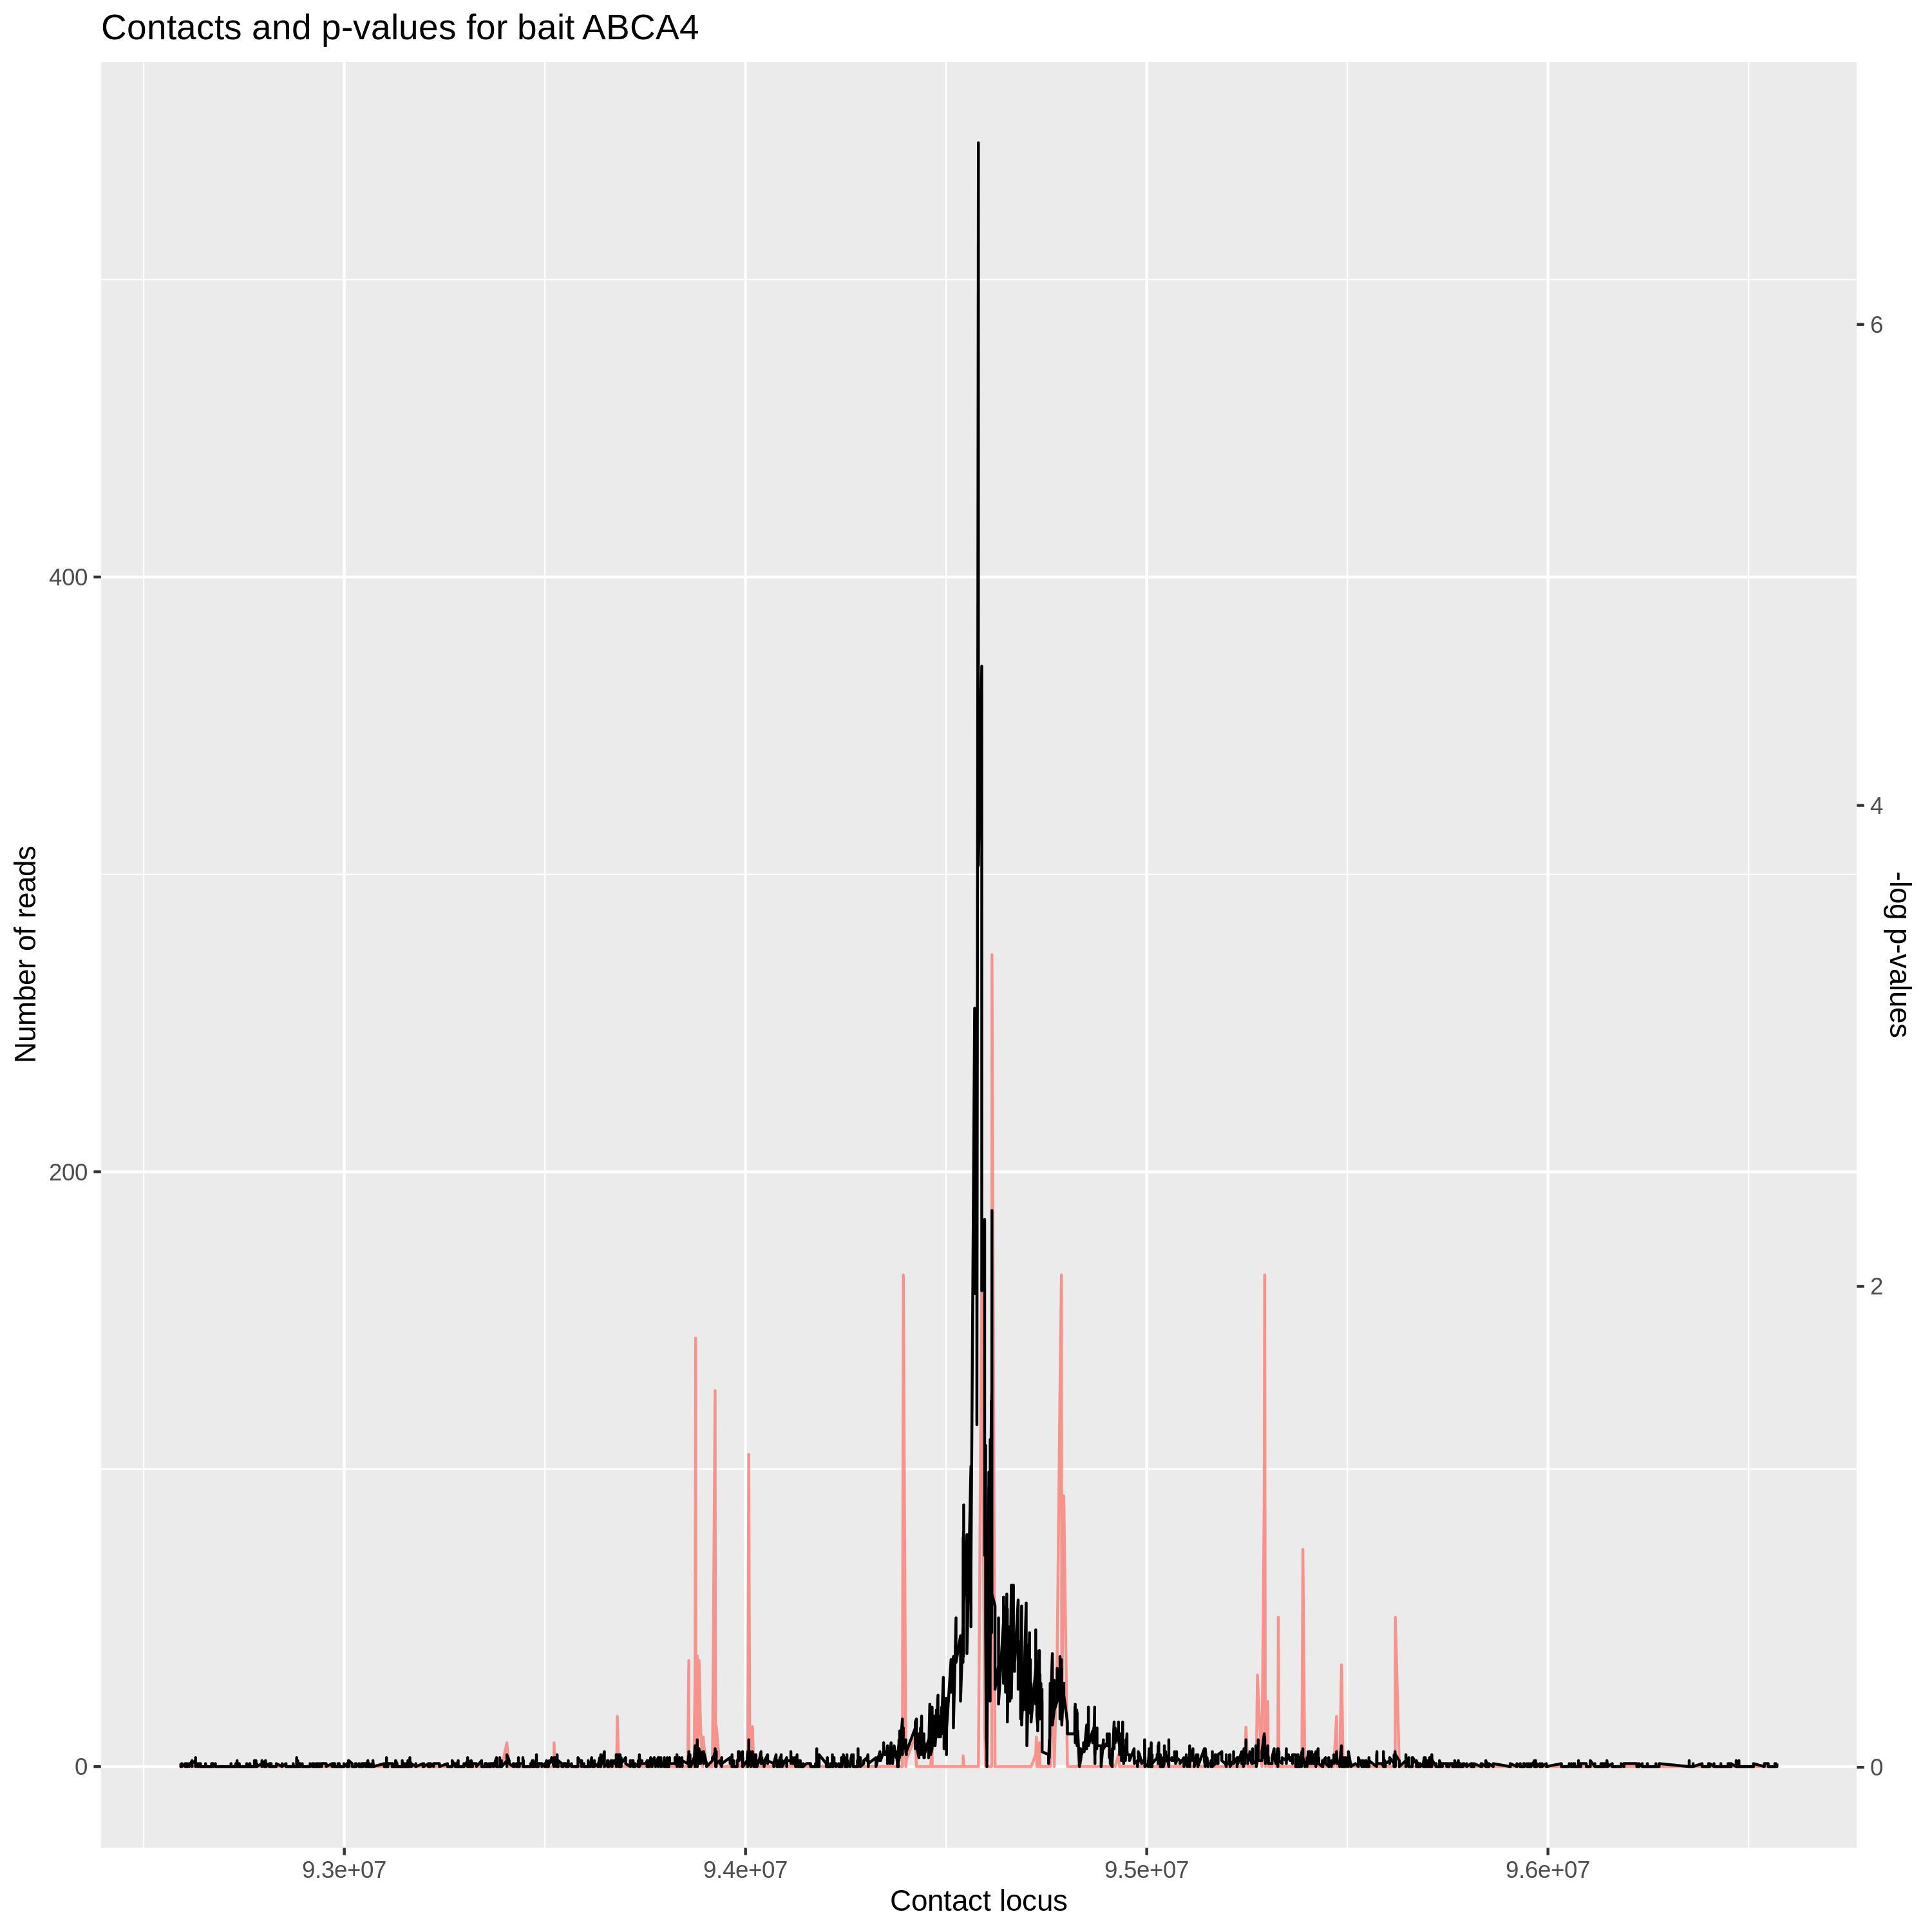 Contacts and p-values for bait ABCA4
Number of reads
400
200
0
6
4
2
0
-log p-values
9.3e+07 9.4e+07 9.5e+07 9.6e+07
Contact locus